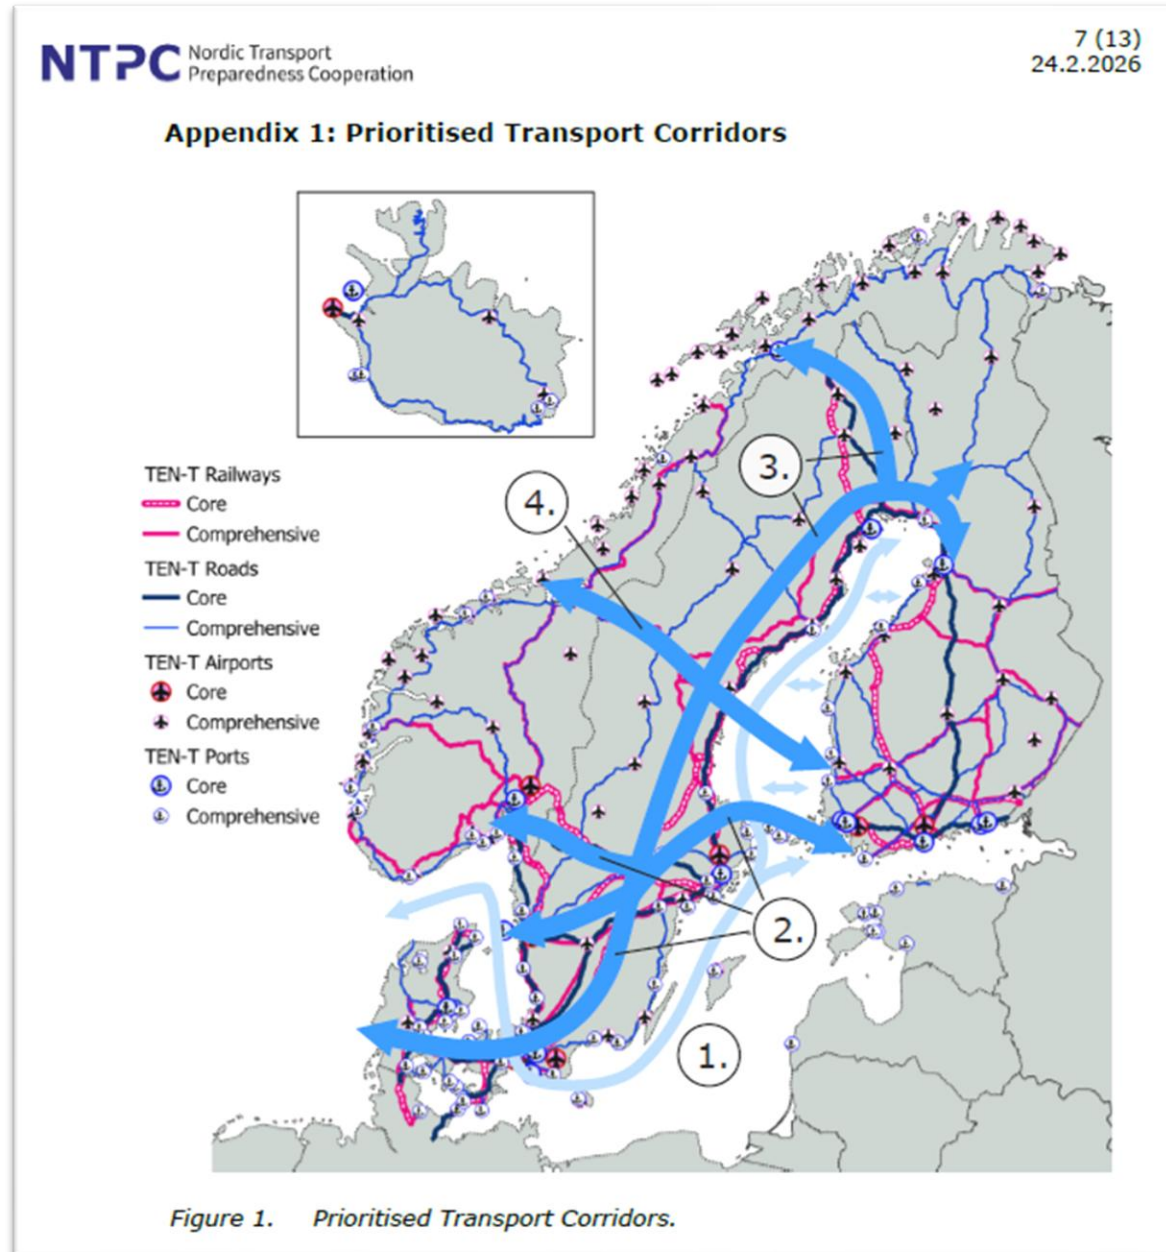 NTPC Nordic Transport
Preparedness Cooperation
7 (13)
24.2.2026
Appendix 1: Prioritised Transport Corridors
TEN-T Railways
Core
Comprehensive
TEN-T Roads
Core
Comprehensive
TEN-T Airports
Core
Comprehensive
TEN-T Ports
Core
Comprehensive
3.
4.
2.
1.
Figure 1. Prioritised Transport Corridors.